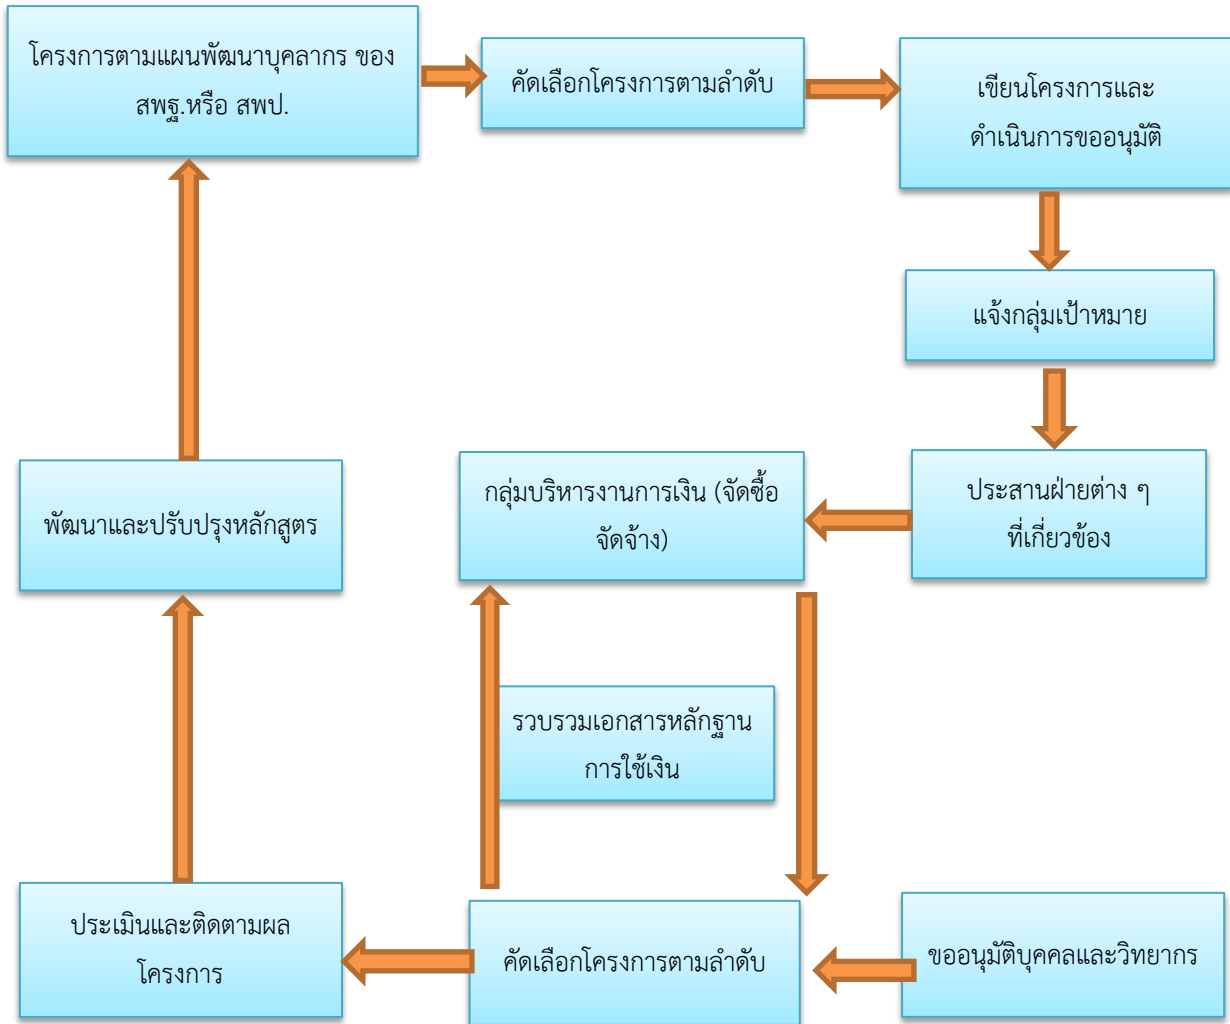 โครงการตามแผนพัฒนาบุคลากร ของ
สพฐ.หรือ สพป.
คัดเลือกโครงการตามลำดับ
เขียนโครงการและ
ดำเนินการขออนุมัติ
แจ้งกลุ่มเป้าหมาย
ประสานฝ่ายต่าง ๆ
ที่เกี่ยวข้อง
กลุ่มบริหารงานการเงิน (จัดซื้อ
จัดจ้าง)
พัฒนาและปรับปรุงหลักสูตร
รวบรวมเอกสารหลักฐาน
การใช้เงิน
ประเมินและติดตามผล
โครงการ
คัดเลือกโครงการตามลำดับ
ขออนุมัติบุคคลและวิทยากร